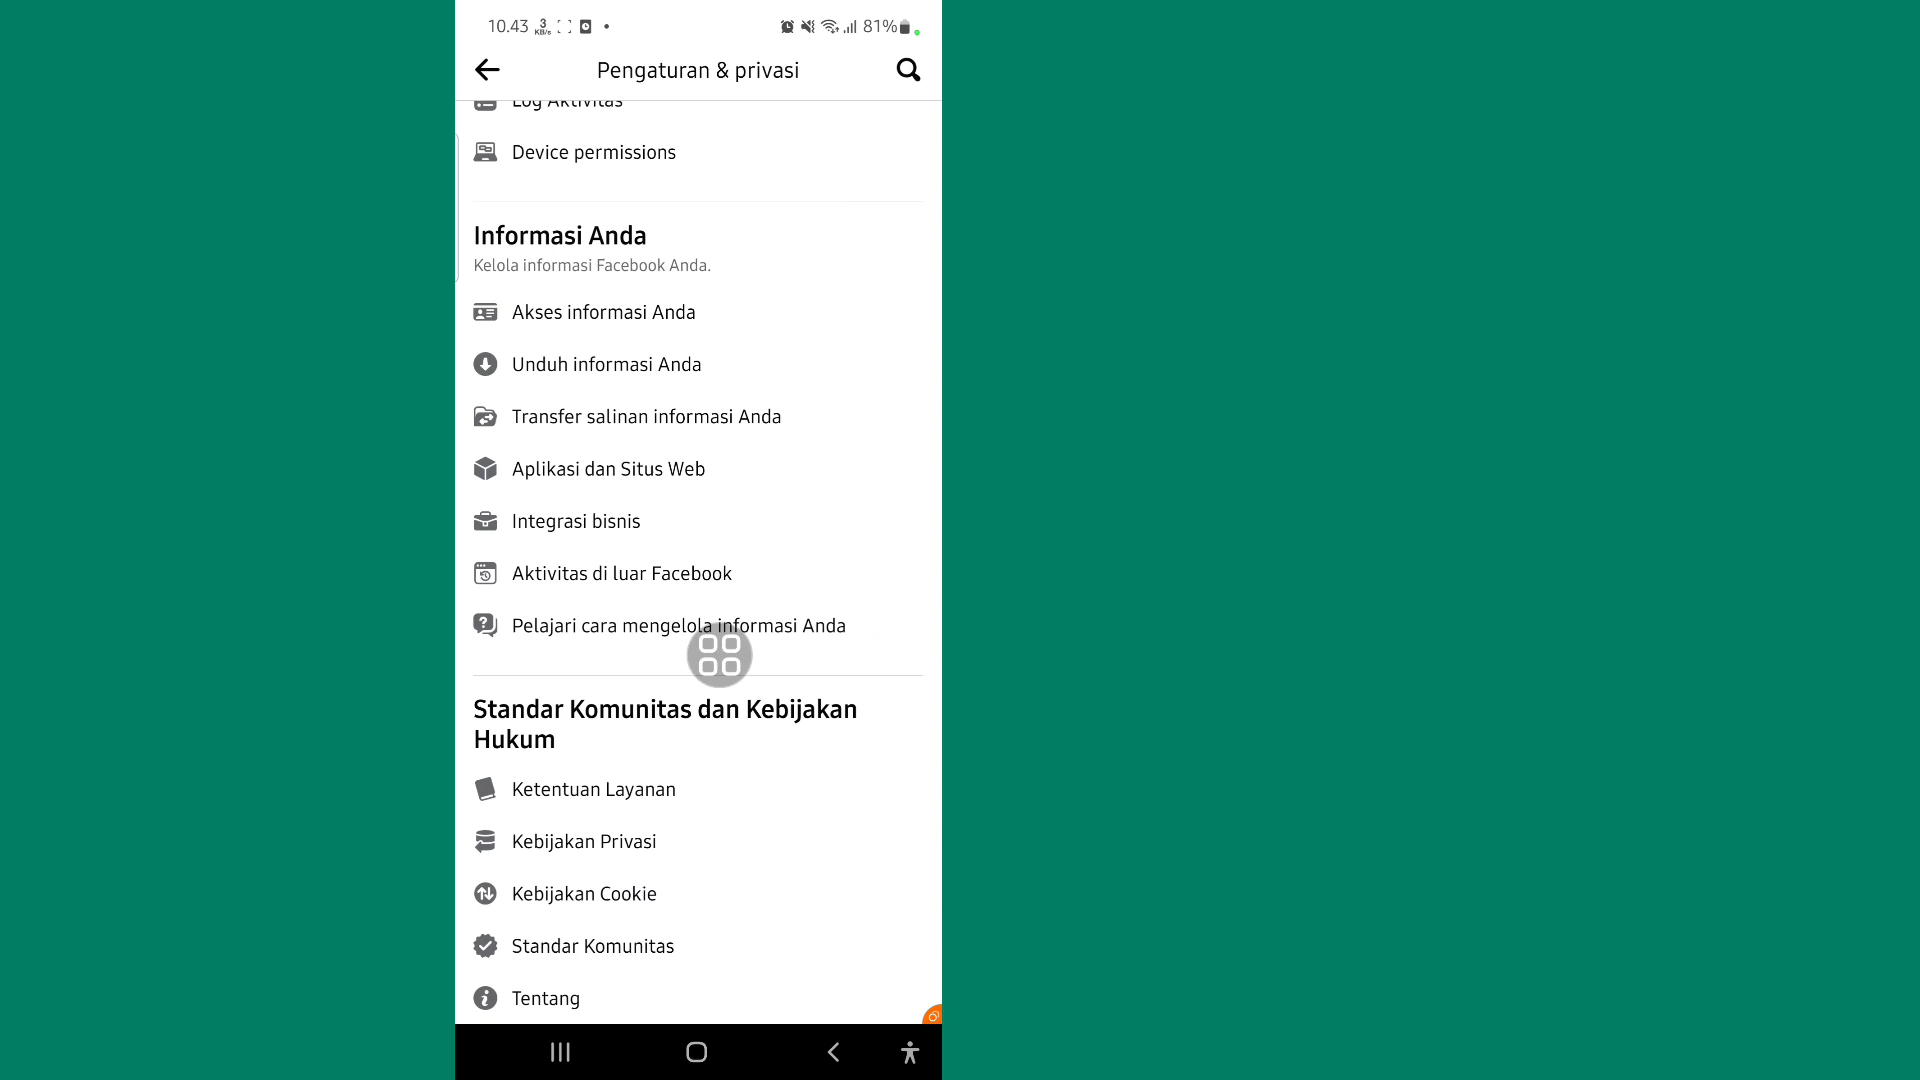 10.43 3 KB/s 81%
Pengaturan & privasi
Log Aktivitas
Device permissions
Informasi Anda
Kelola informasi Facebook Anda.
Akses informasi Anda
Unduh informasi Anda
Transfer salinan informasi Anda
Aplikasi dan Situs Web
Integrasi bisnis
Aktivitas di luar Facebook
Pelajari cara mengelola informasi Anda
Standar Komunitas dan Kebijakan
Hukum
Ketentuan Layanan
Kebijakan Privasi
Kebijakan Cookie
Standar Komunitas
Tentang